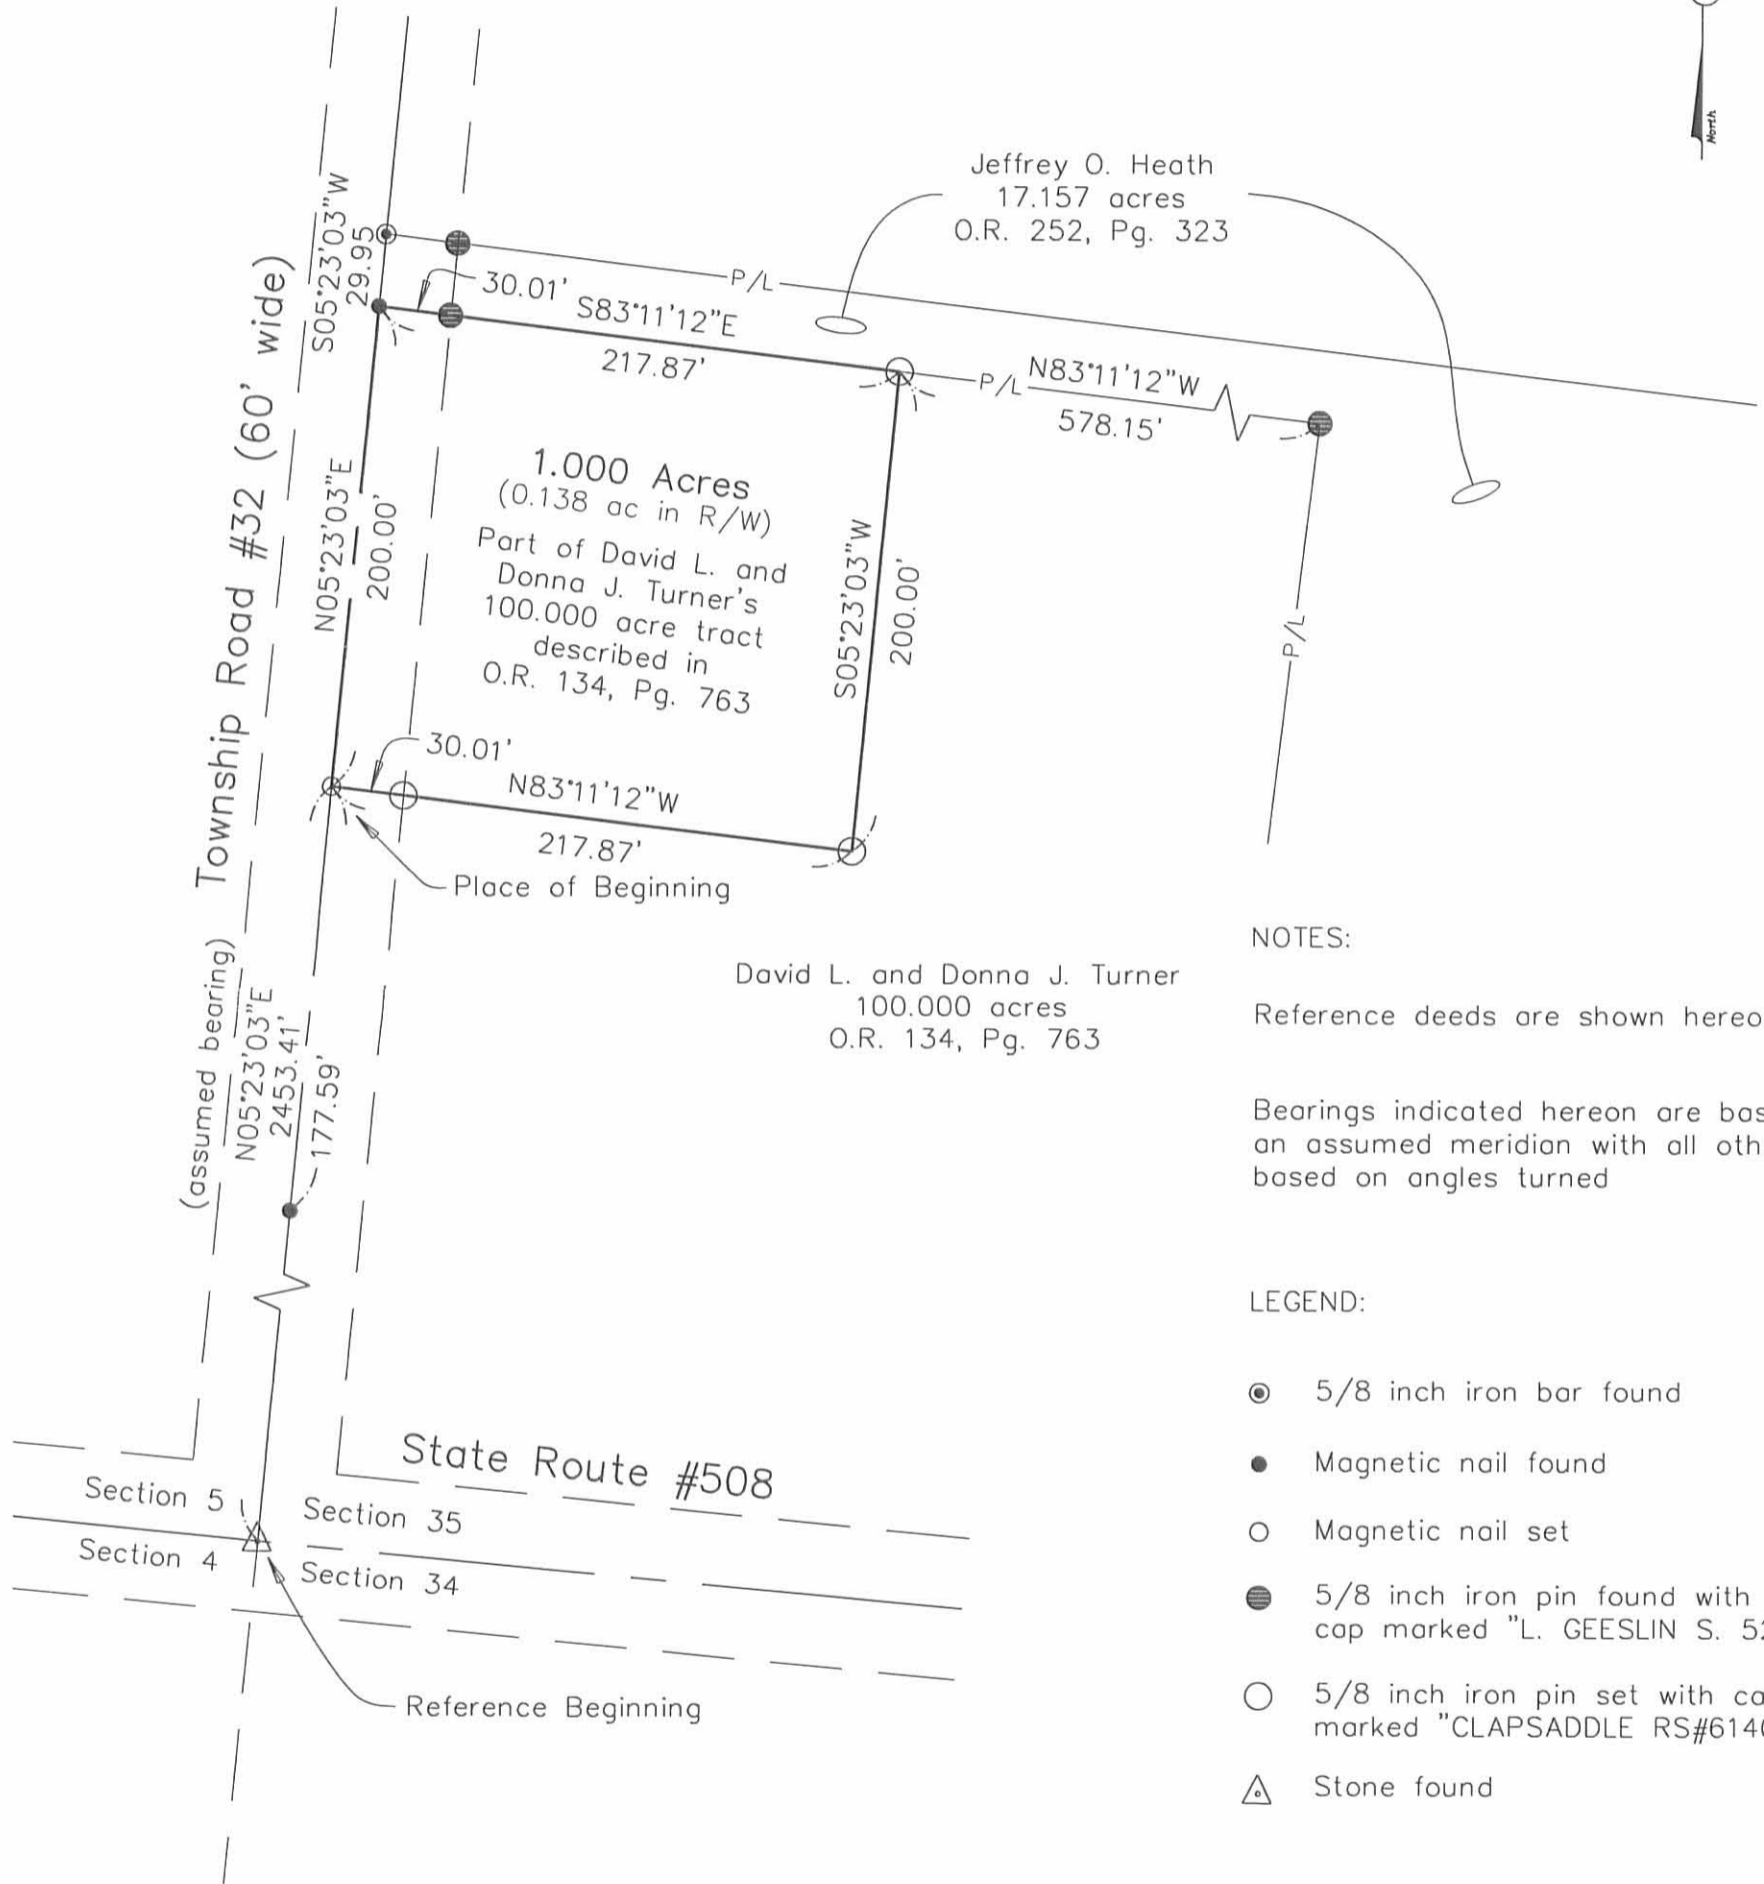 North
Jeffrey O. Heath
17.157 acres
O.R. 252, Pg. 323
S05°23'03"W
29.95
30.01'
S83°11'12"E
217.87'
P/L
P/L
N83°11'12"W
578.15'
P/L
Township Road #32 (60' wide)
N05°23'03"E
200.00'
1.000 Acres
(0.138 ac in R/W)
Part of David L. and
Donna J. Turner's
100.000 acre tract
described in
O.R. 134, Pg. 763
S05°23'03"W
200.00'
30.01'
N83°11'12"W
217.87'
Place of Beginning
(assumed bearing)
N05°23'03"E
2453.41'
177.59'
David L. and Donna J. Turner
100.000 acres
O.R. 134, Pg. 763
NOTES:
Reference deeds are shown hereo
Bearings indicated hereon are bas
an assumed meridian with all oth
based on angles turned
LEGEND:
5/8 inch iron bar found
Magnetic nail found
Magnetic nail set
5/8 inch iron pin found with
cap marked "L. GEESLIN S. 5
5/8 inch iron pin set with ca
marked "CLAPSADDLE RS#614
Stone found
State Route #508
Section 5
Section 35
Section 4
Section 34
Reference Beginning